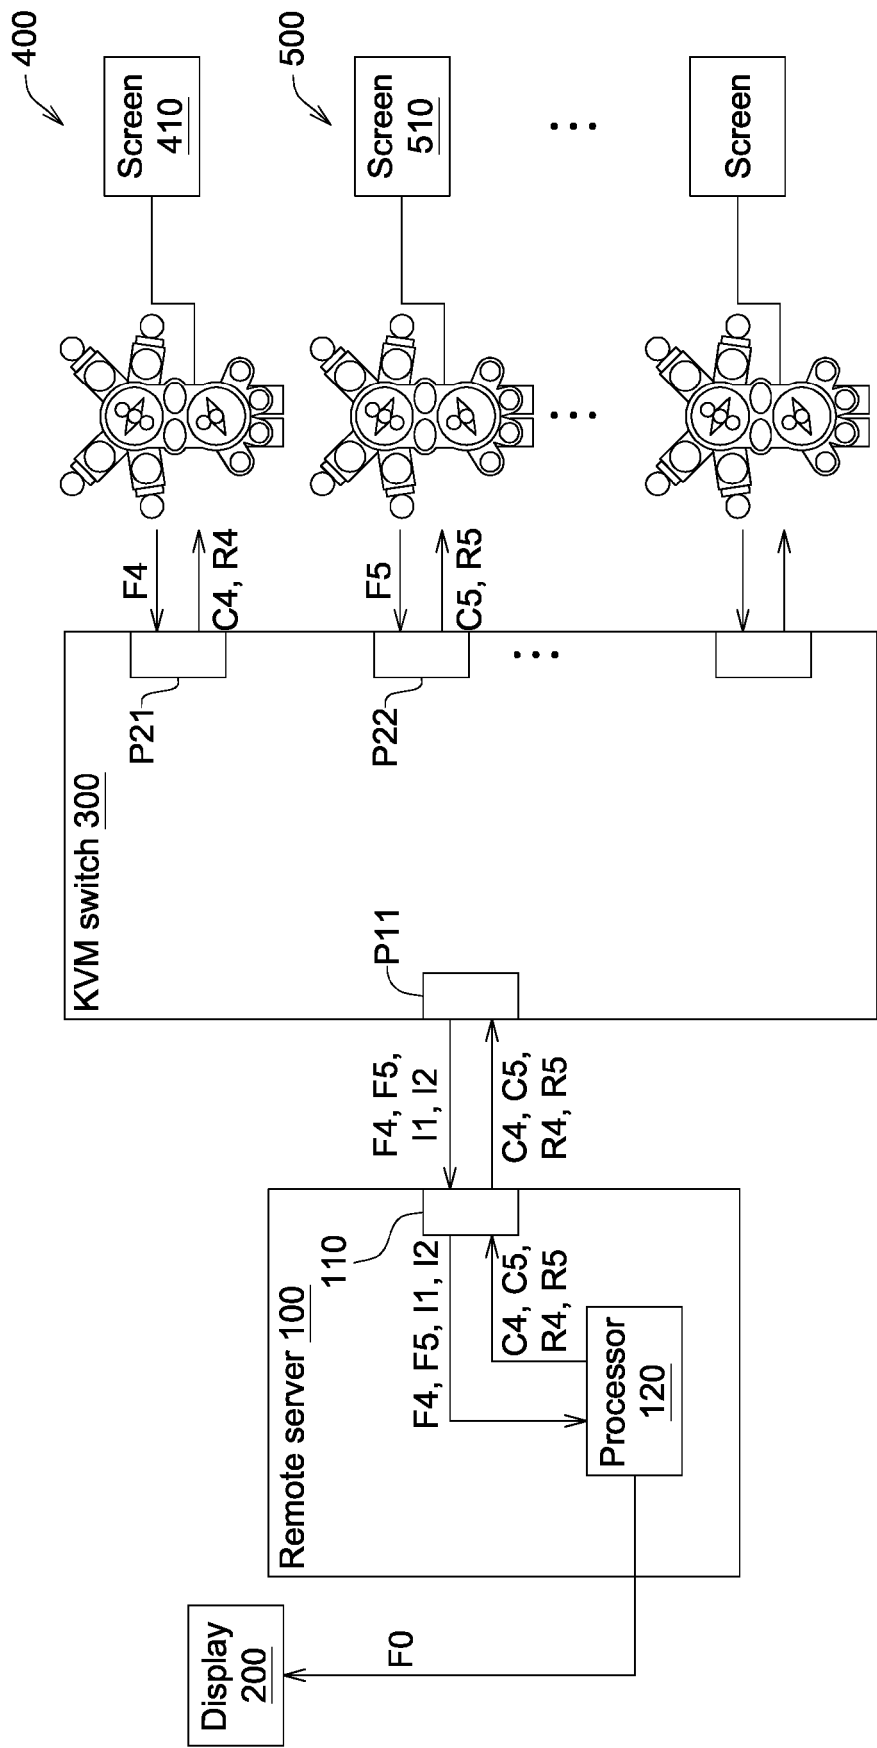 Display
200
F0
Remote server 100
110
F4, F5, I1, I2
C4, C5,
R4, R5
Processor
120
F4, F5,
I1, I2
C4, C5,
R4, R5
KVM switch 300
P11
P21
P22
F4
C4, R4
F5
C5, R5
...
...
400
Screen
410
500
Screen
510
...
Screen